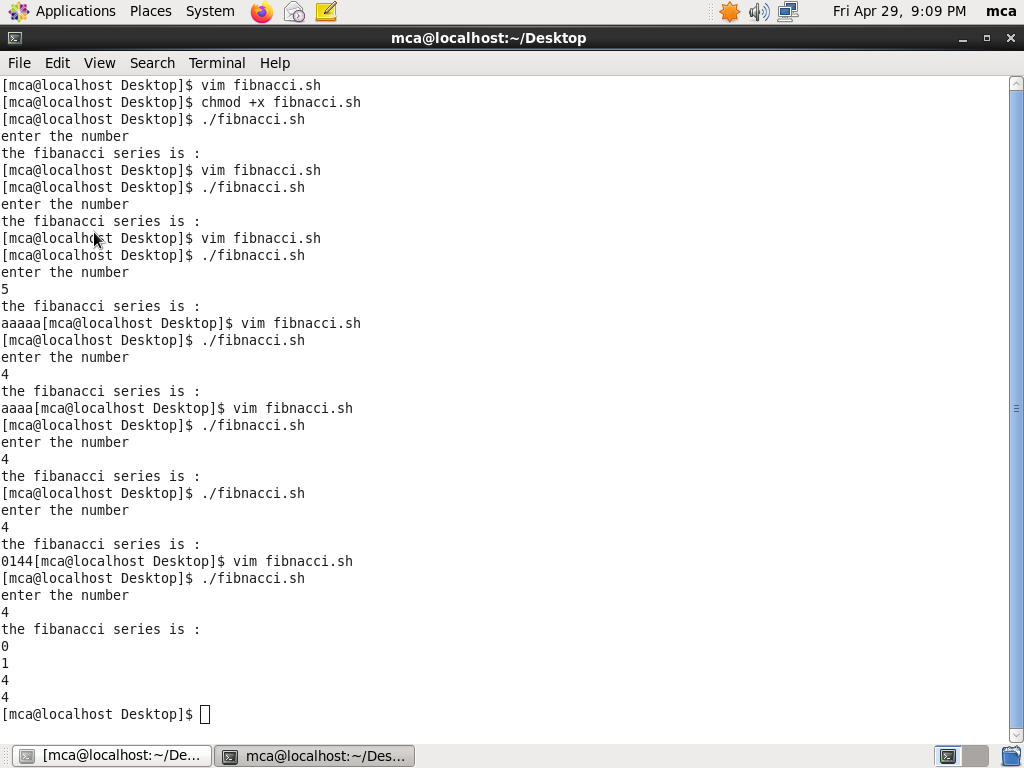 Applications Places System Fri Apr 29, 9:09 PM mca
mca@localhost:~/Desktop
File Edit View Search Terminal Help
[mca@localhost Desktop]$ vim fibnacci.sh
[mca@localhost Desktop]$ chmod +x fibnacci.sh
[mca@localhost Desktop]$ ./fibnacci.sh
enter the number
the fibanacci series is :
[mca@localhost Desktop]$ vim fibnacci.sh
[mca@localhost Desktop]$ ./fibnacci.sh
enter the number
the fibanacci series is :
[mca@localhost Desktop]$ vim fibnacci.sh
[mca@localhost Desktop]$ ./fibnacci.sh
enter the number
5
the fibanacci series is :
aaaaa[mca@localhost Desktop]$ vim fibnacci.sh
[mca@localhost Desktop]$ ./fibnacci.sh
enter the number
4
the fibanacci series is :
aaaa[mca@localhost Desktop]$ vim fibnacci.sh
[mca@localhost Desktop]$ ./fibnacci.sh
enter the number
4
the fibanacci series is :
[mca@localhost Desktop]$ ./fibnacci.sh
enter the number
4
the fibanacci series is :
0144[mca@localhost Desktop]$ vim fibnacci.sh
[mca@localhost Desktop]$ ./fibnacci.sh
enter the number
4
the fibanacci series is :
0
1
4
4
[mca@localhost Desktop]$
[mca@localhost:~/De... mca@localhost:~/Des...